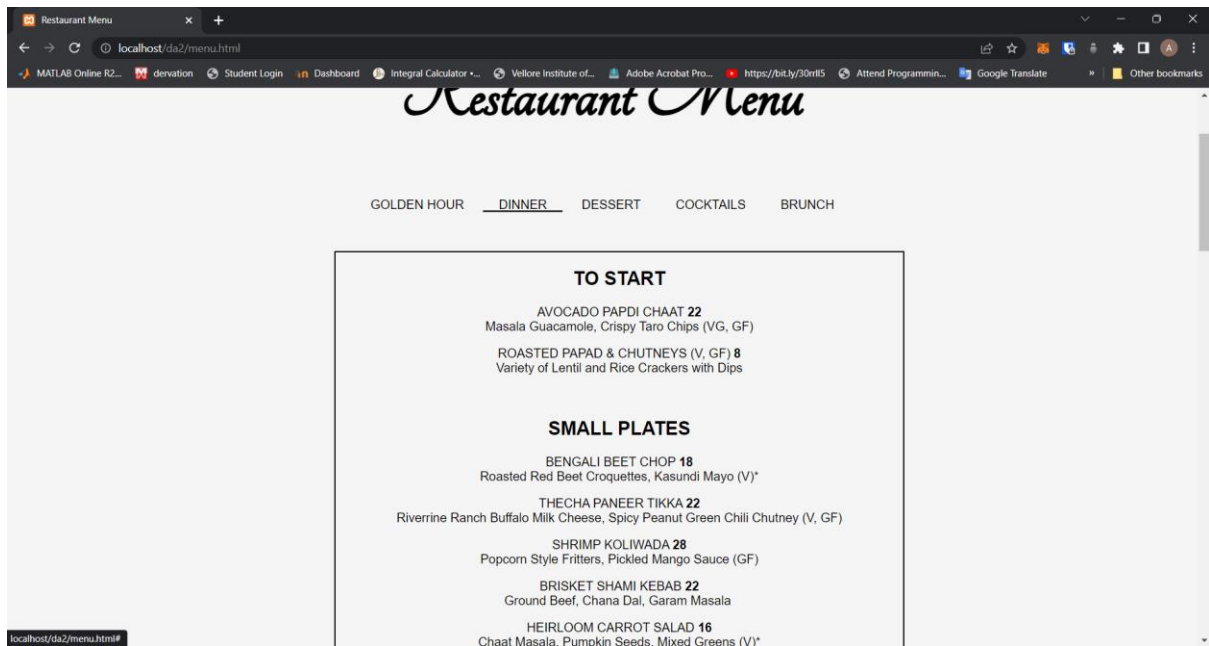 Restaurant Menu
localhost/da2/menu.html
MATLAB Online R2... dervation Student Login Dashboard Integral Calculator •... Vellore Institute of... Adobe Acrobat Pro... https://bit.ly/30rrll5 Attend Programmin... Google Translate » Other bookmarks
Restaurant Menu
GOLDEN HOUR DINNER DESSERT COCKTAILS BRUNCH
TO START
AVOCADO PAPDI CHAAT 22
Masala Guacamole, Crispy Taro Chips (VG, GF)
ROASTED PAPAD & CHUTNEYS (V, GF) 8
Variety of Lentil and Rice Crackers with Dips
SMALL PLATES
BENGALI BEET CHOP 18
Roasted Red Beet Croquettes, Kasundi Mayo (V)*
THECHA PANEER TIKKA 22
Riverrine Ranch Buffalo Milk Cheese, Spicy Peanut Green Chili Chutney (V, GF)
SHRIMP KOLIWADA 28
Popcorn Style Fritters, Pickled Mango Sauce (GF)
BRISKET SHAMI KEBAB 22
Ground Beef, Chana Dal, Garam Masala
HEIRLOOM CARROT SALAD 16
Chaat Masala, Pumpkin Seeds, Mixed Greens (V)*
localhost/da2/menu.html#